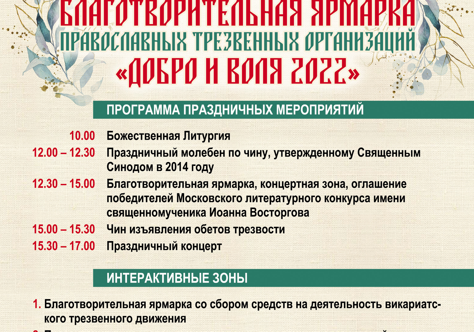 БЛАГОТВОРИТЕЛЬНАЯ ЯРМАРКА
ПРАВОСЛАВНЫХ ТРЕЗВЕННЫХ ОРГАНИЗАЦИЙ
«ДОБРО И ВОЛЯ 2022»
ПРОГРАММА ПРАЗДНИЧНЫХ МЕРОПРИЯТИЙ
10.00 Божественная Литургия
12.00 – 12.30 Праздничный молебен по чину, утвержденному Священным
Синодом в 2014 году
12.30 – 15.00 Благотворительная ярмарка, концертная зона, оглашение
победителей Московского литературного конкурса имени
священномученика Иоанна Восторгова
15.00 – 15.30 Чин изъявления обетов трезвости
15.30 – 17.00 Праздничный концерт
ИНТЕРАКТИВНЫЕ ЗОНЫ
1. Благотворительная ярмарка со сбором средств на деятельность викариатс-
кого трезвенного движения